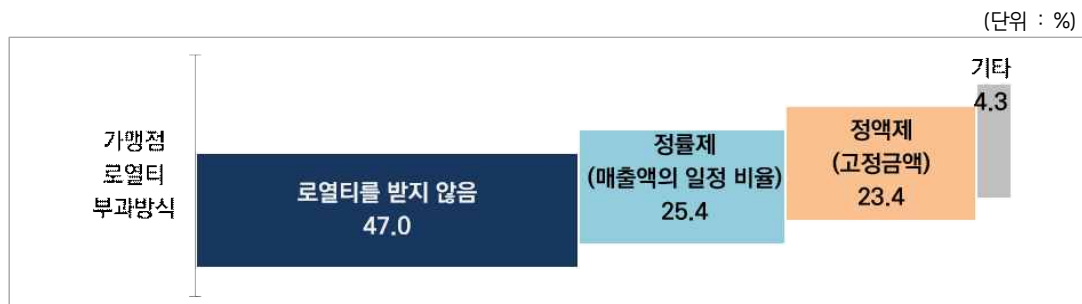 (단위 : %)
기타
4.3
가맹점
로열티
부과방식
로열티를 받지 않음
47.0
정률제
(매출액의 일정 비율)
25.4
정액제
(고정금액)
23.4